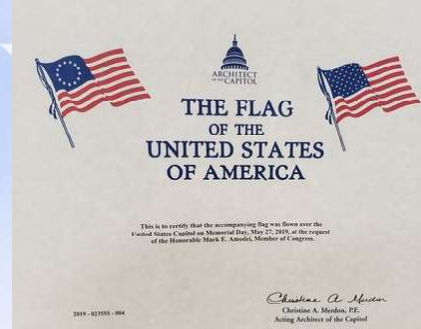 ARCHITECT
OF THE CAPITOL
THE FLAG
OF THE
UNITED STATES
OF AMERICA
This is to certify that the accompanying flag was flown over the
United States Capitol on Memorial Day, May 27, 2019, at the request
of the Honorable Mark E. Amodei, Member of Congress.
Christine A. Merdon
Christine A. Merdon, P.E.
Acting Architect of the Capitol
2019 - 023555 - 004